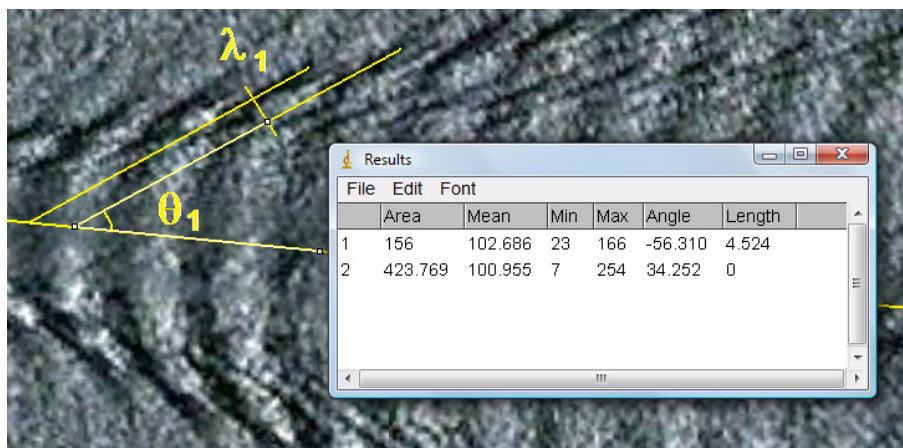 λ 1
θ1
Results
File Edit Font
Area Mean Min Max Angle Length
1 156 102.686 23 166 -56.310 4.524
2 423.769 100.955 7 254 34.252 0